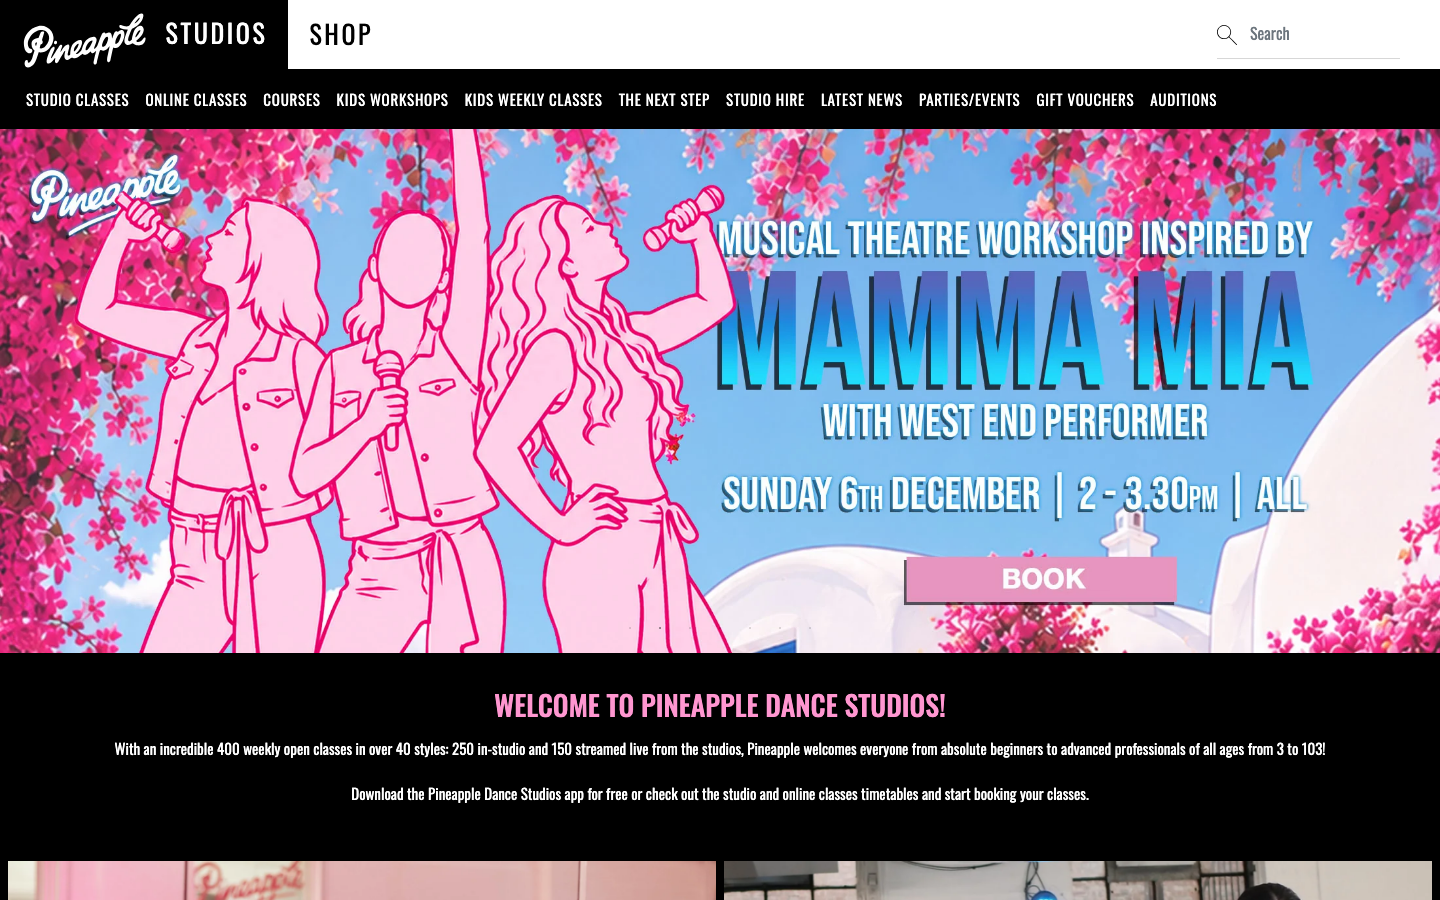 Pineapple STUDIOS SHOP Search
STUDIO CLASSES ONLINE CLASSES COURSES KIDS WORKSHOPS KIDS WEEKLY CLASSES THE NEXT STEP STUDIO HIRE LATEST NEWS PARTIES/EVENTS GIFT VOUCHERS AUDITIONS
Pineapple
MUSICAL THEATRE WORKSHOP INSPIRED BY
MAMMA MIA
WITH WEST END PERFORMER
SUNDAY 6TH DECEMBER | 2 - 3.30PM | ALL
BOOK
WELCOME TO PINEAPPLE DANCE STUDIOS!
With an incredible 400 weekly open classes in over 40 styles: 250 in-studio and 150 streamed live from the studios, Pineapple welcomes everyone from absolute beginners to advanced professionals of all ages from 3 to 103!
Download the Pineapple Dance Studios app for free or check out the studio and online classes timetables and start booking your classes.
Pineapple